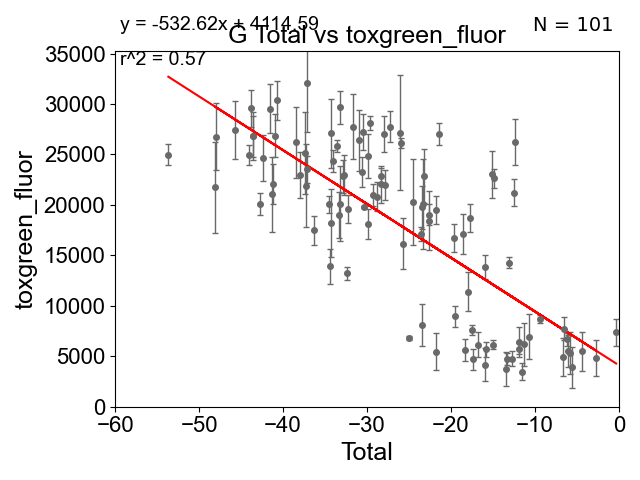 y = -532.62x + 4114.59
G Total vs toxgreen_fluor
N = 101
r^2 = 0.57
35000
30000
25000
20000
15000
10000
5000
0
toxgreen_fluor
−60 −50 −40 −30 −20 −10 0
Total